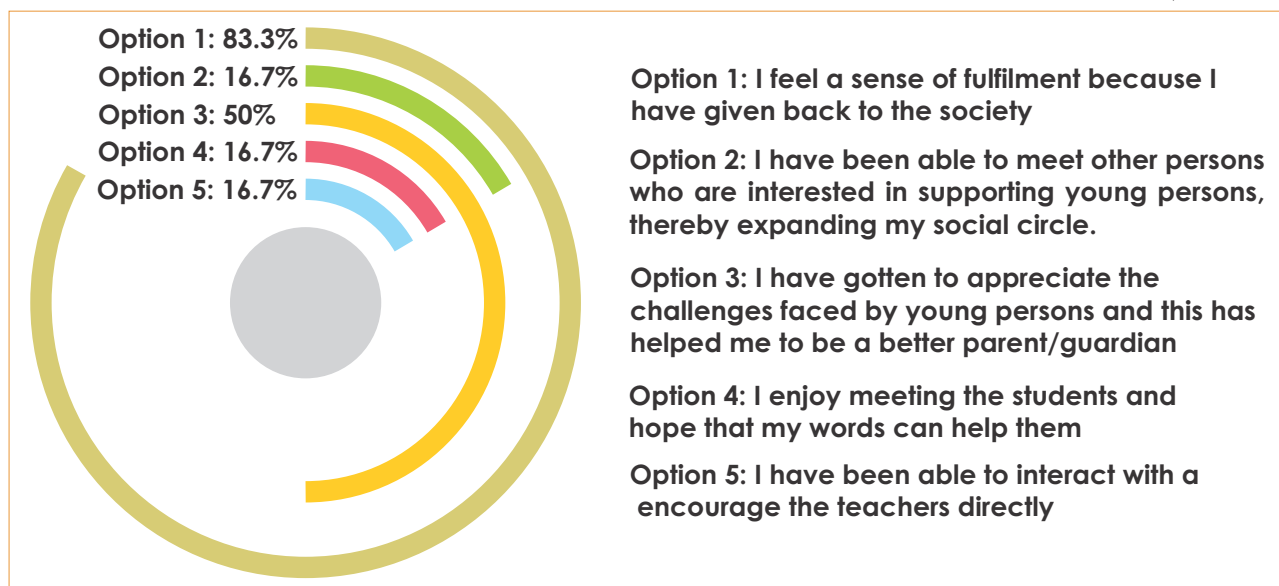 Option 1: 83.3%
Option 2: 16.7%
Option 3: 50%
Option 4: 16.7%
Option 5: 16.7%
Option 1: I feel a sense of fulfilment because I
have given back to the society
Option 2: I have been able to meet other persons
who are interested in supporting young persons,
thereby expanding my social circle.
Option 3: I have gotten to appreciate the
challenges faced by young persons and this has
helped me to be a better parent/guardian
Option 4: I enjoy meeting the students and
hope that my words can help them
Option 5: I have been able to interact with a
encourage the teachers directly